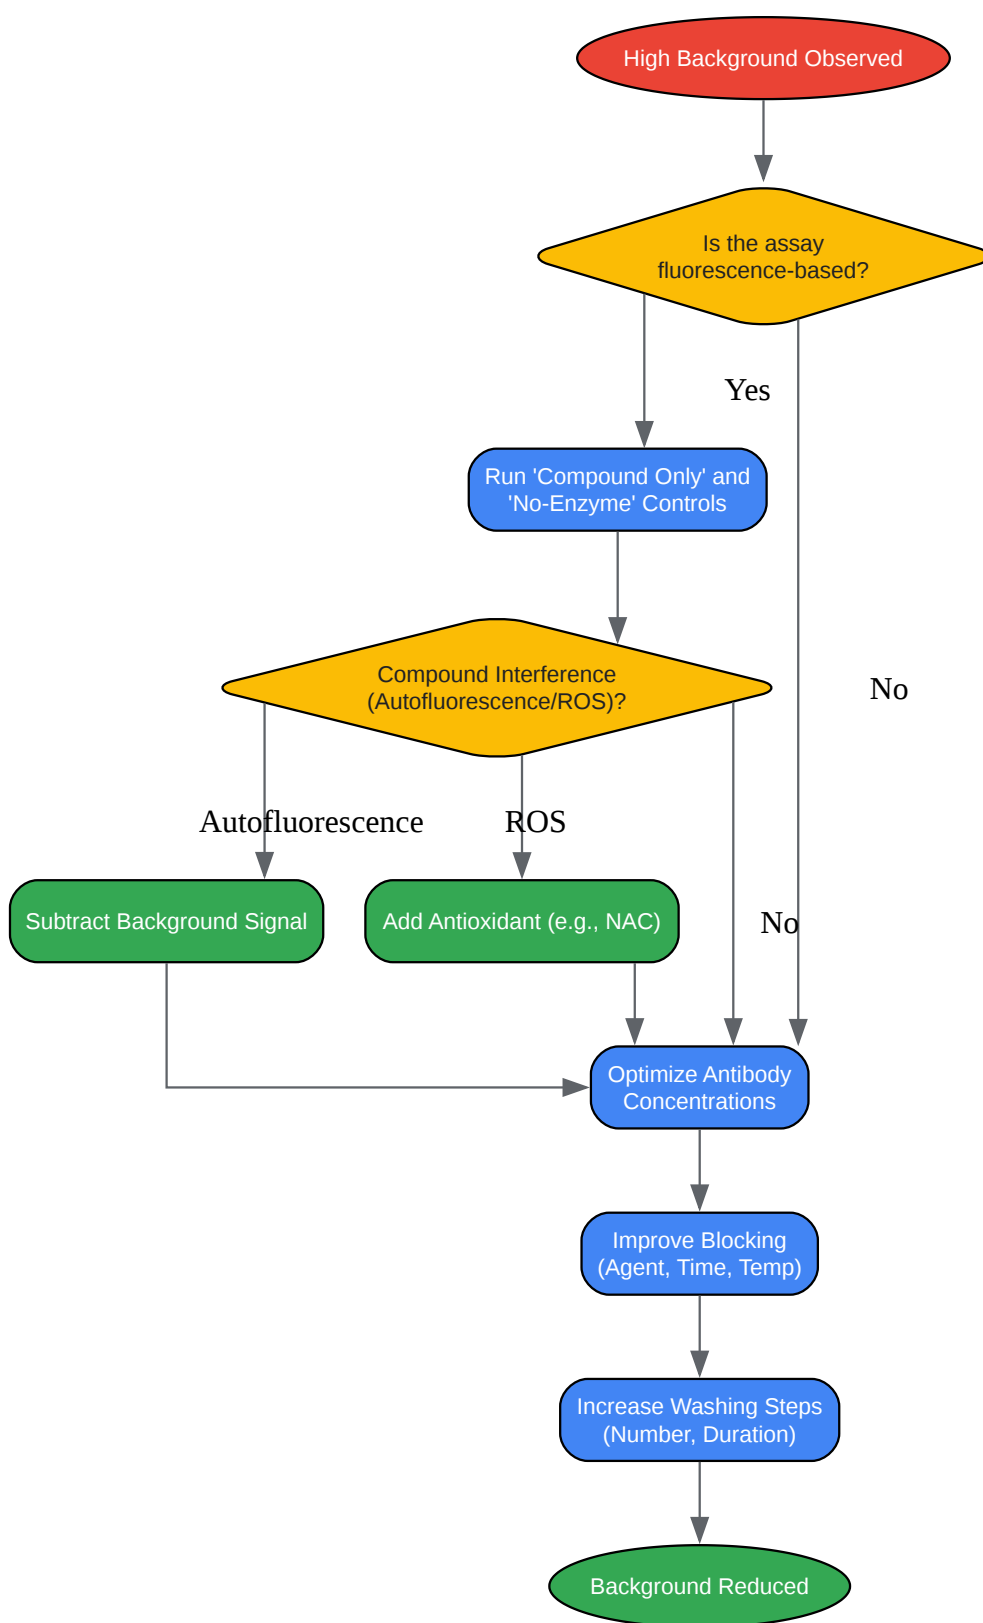 High Background Observed
Is the assay
fluorescence-based?
Yes
Run 'Compound Only' and
'No-Enzyme' Controls
Compound Interference
(Autofluorescence/ROS)?
No
Autofluorescence
ROS
Subtract Background Signal
Add Antioxidant (e.g., NAC)
No
Optimize Antibody
Concentrations
Improve Blocking
(Agent, Time, Temp)
Increase Washing Steps
(Number, Duration)
Background Reduced